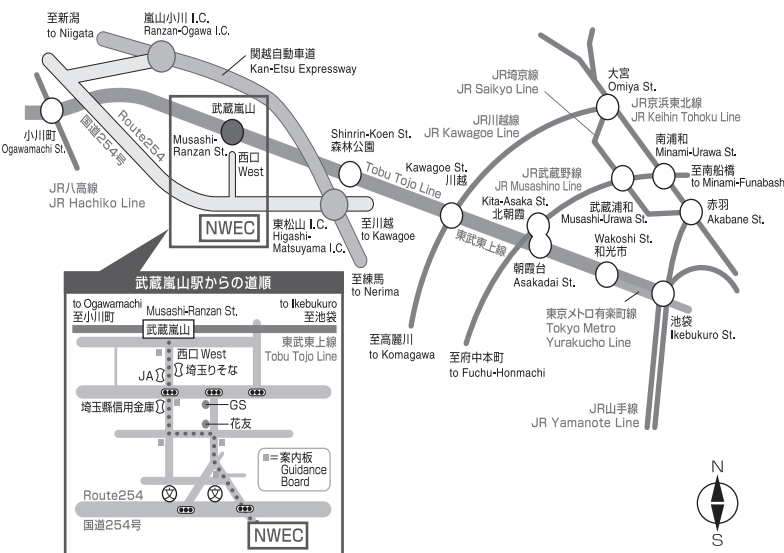 至新潟
to Niigata
嵐山小川 I.C.
Ranzan-Ogawa I.C.
関越自動車道
Kan-Etsu Expressway
小川町
Ogawamachi St.
Route254
国道254号
武蔵嵐山
Musashi-
Ranzan St.
西口
West
JR八高線
JR Hachiko Line
NWEC
東松山 I.C.
Higashi-
Matsuyama I.C.
至川越
to Kawagoe
至練馬
to Nerima
Shinrin-Koen St.
森林公園
Tobu Tojo Line
東武東上線
JR埼京線
JR Saikyo Line
大宮
Omiya St.
JR京浜東北線
JR Keihin Tohoku Line
JR川越線
JR Kawagoe Line
Kawagoe St.
川越
南浦和
Minami-Urawa St.
JR武蔵野線
JR Musashino Line
至南船橋
to Minami-Funabash
Kita-Asaka St.
北朝霞
武蔵浦和
Musashi-Urawa St.
赤羽
Akabane St.
Wakoshi St.
和光市
朝霞台
Asakadai St.
東京メトロ有楽町線
Tokyo Metro
Yurakucho Line
池袋
Ikebukuro St.
至高麗川
to Komagawa
至府中本町
to Fuchu-Honmachi
JR山手線
JR Yamanote Line
N
S
武蔵嵐山駅からの道順
to Ogawamachi
至小川町
Musashi-Ranzan St.
武蔵嵐山
to Ikebukuro
至池袋
東武東上線
Tobu Tojo Line
西口 West
JA
埼玉りそな
埼玉縣信用金庫
GS
花友
=案内板
Guidance
Board
Route254
文
文
国道254号
NWEC